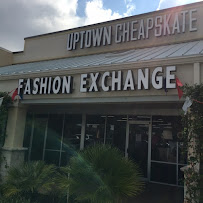 UPTOWN CHEAPSKATE
FASHION EXCHANGE